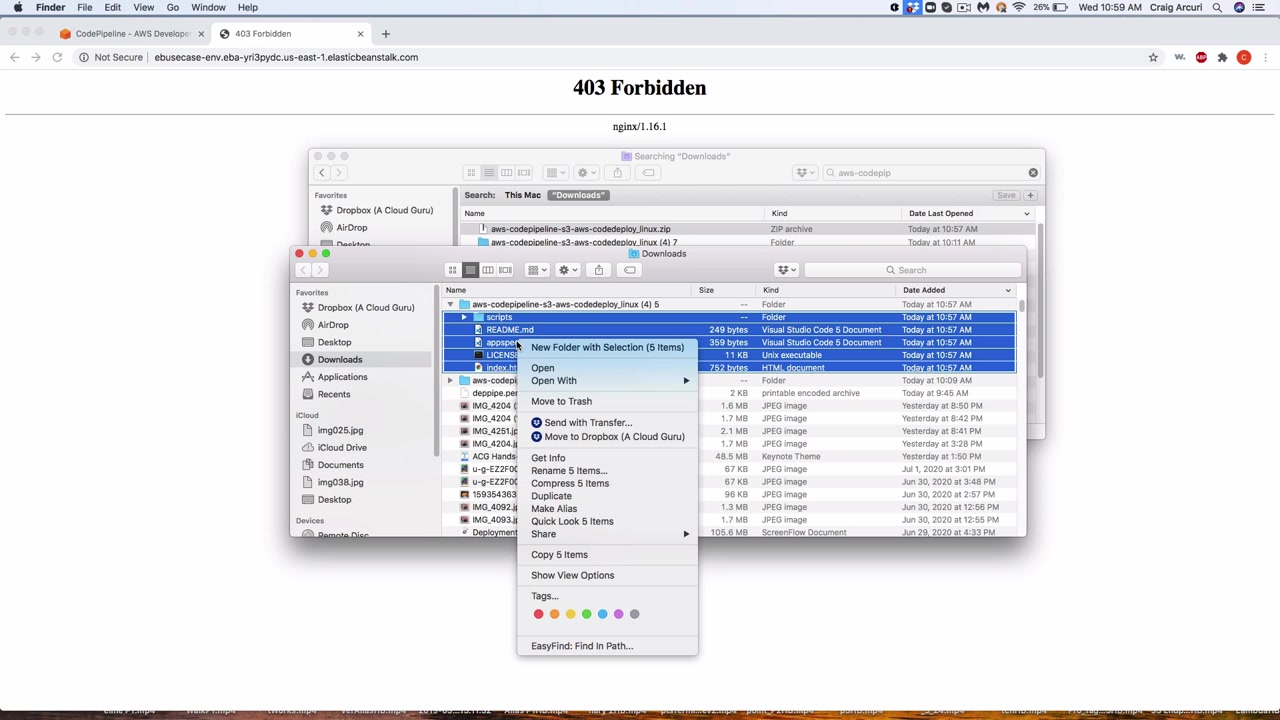 Finder File Edit View Go Window Help 26% Wed 10:59 AM Craig Arcuri
CodePipeline - AWS Develope 403 Forbidden
Not Secure ebusecase-env.eba-yri3pydc.us-east-1.elasticbeanstalk.com
403 Forbidden
nginx/1.16.1
Searching "Downloads"
aws-codepip
Favorites
Dropbox (A Cloud Guru)
AirDrop
Desktop
Search: This Mac "Downloads" Save +
Name Kind Date Last Opened
aws-codepipeline-s3-aws-codedeploy_linux.zip ZIP archive Today at 10:57 AM
aws-codepipeline-s3-aws-codedeploy_linux (4) 7 Folder Today at 10:11 AM
Downloads
Search
Favorites
Dropbox (A Cloud Guru)
AirDrop
Desktop
Downloads
Applications
Recents
iCloud
img025.jpg
iCloud Drive
Documents
img038.jpg
Desktop
Devices
Remote Disc
Name Size Kind Date Added
aws-codepipeline-s3-aws-codedeploy_linux (4) 5 -- Folder Today at 10:57 AM
scripts -- Folder Today at 10:57 AM
README.md 249 bytes Visual Studio Code 5 Document Today at 10:57 AM
appspe 359 bytes Visual Studio Code 5 Document Today at 10:57 AM
LICENS 11 KB Unix executable Today at 10:57 AM
index.ht 752 bytes HTML document Today at 10:57 AM
aws-codepi -- Folder Today at 10:09 AM
deppipe.per 2 KB printable encoded archive Today at 9:45 AM
IMG_4204 ( 1.6 MB JPEG image Yesterday at 8:50 PM
IMG_4204 ( 1.6 MB JPEG image Yesterday at 8:42 PM
IMG_4251.jp 2.1 MB JPEG image Yesterday at 8:41 PM
IMG_4204.jp 2.4 MB JPEG image Yesterday at 3:28 PM
ACG Hands- 48.5 MB Keynote Theme Yesterday at 1:50 PM
u-g-EZ2F0C 67 KB JPEG image Jul 1, 2020 at 3:01 PM
u-g-EZ2F0C 67 KB JPEG image Jun 30, 2020 at 3:48 PM
159354363 96 KB JPEG image Jun 30, 2020 at 2:57 PM
IMG_4092.j 1.3 MB JPEG image Jun 30, 2020 at 12:56 PM
IMG_4093.j 1.7 MB JPEG image Jun 30, 2020 at 12:55 PM
Deployment 105.6 MB ScreenFlow Document Jun 29, 2020 at 4:33 PM
New Folder with Selection (5 Items)
Open
Open With
Move to Trash
Send with Transfer...
Move to Dropbox (A Cloud Guru)
Get Info
Rename 5 Items...
Compress 5 Items
Duplicate
Make Alias
Quick Look 5 Items
Share
Copy 5 Items
Show View Options
Tags...
EasyFind: Find In Path...